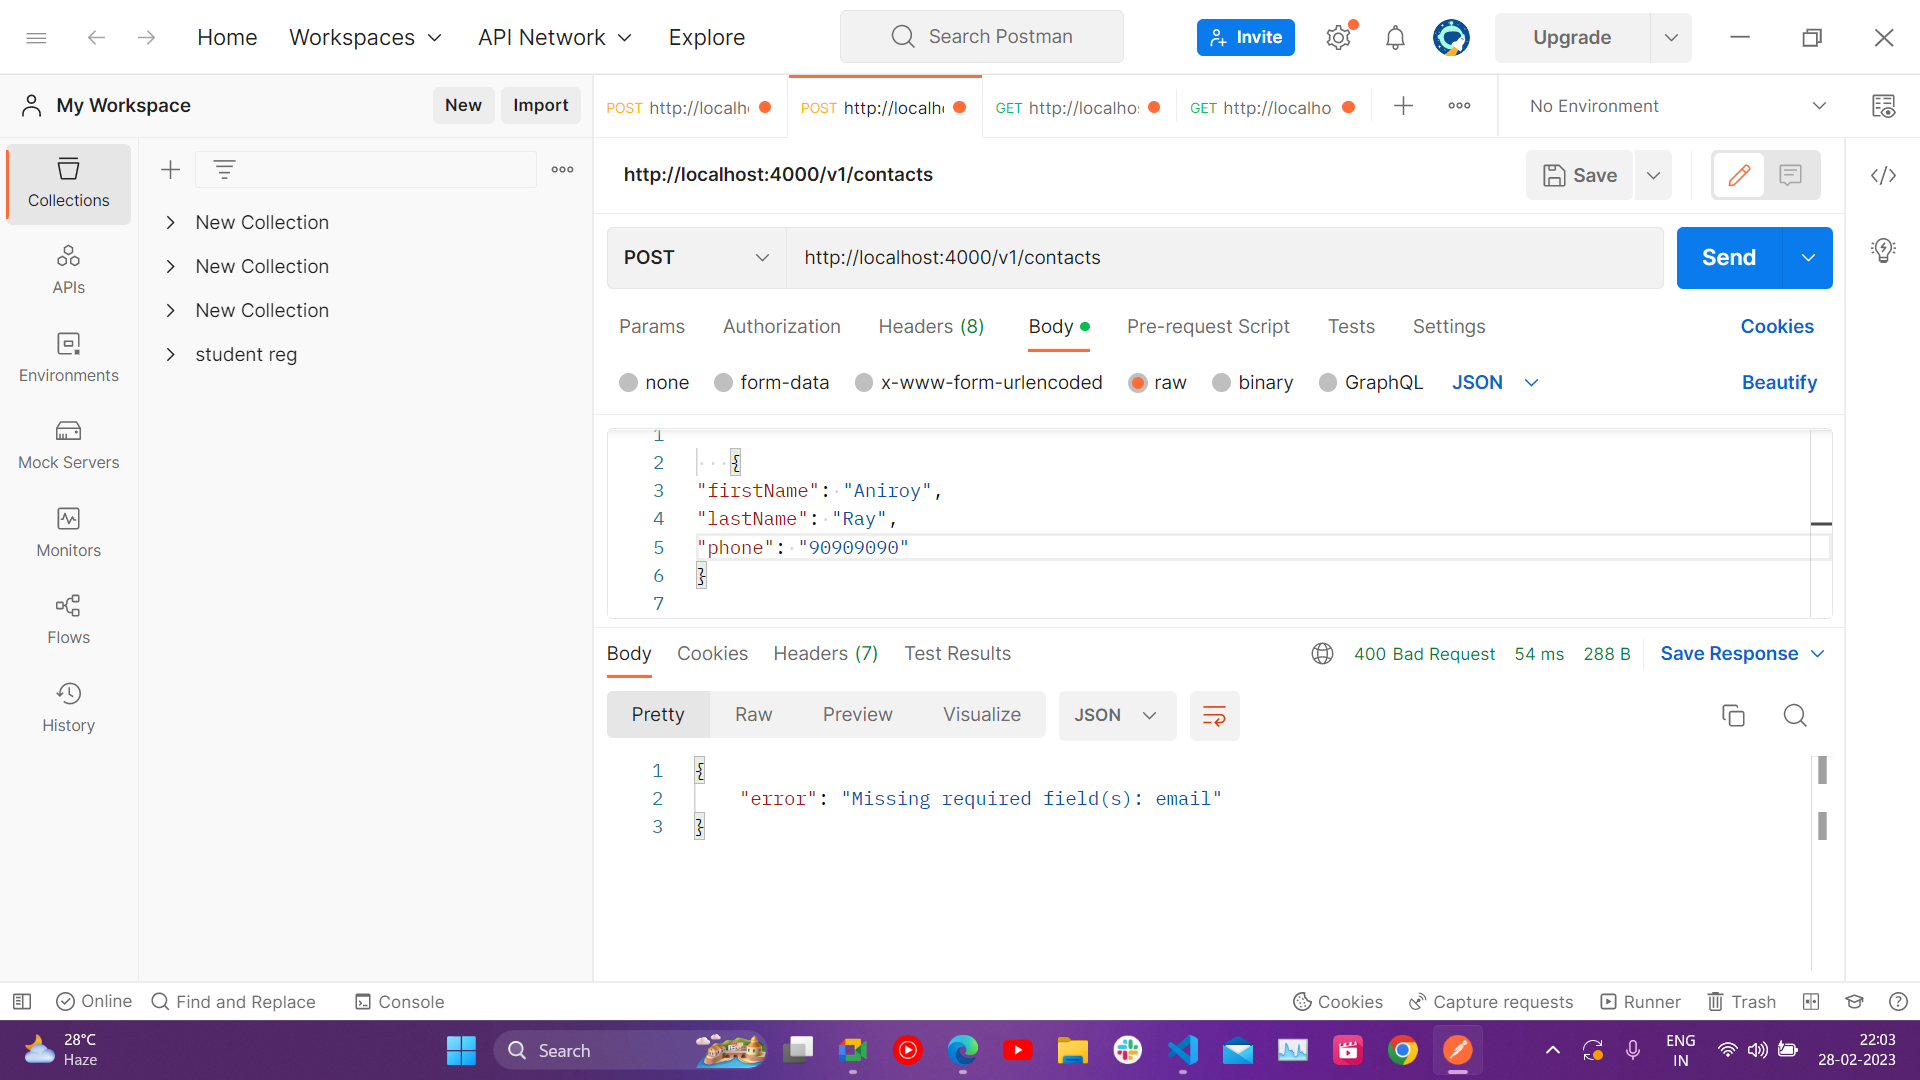 Home Workspaces API Network Explore Search Postman Invite Upgrade
My Workspace New Import POST http://localh POST http://localh GET http://localho GET http://localho No Environment
Collections
APIs
Environments
Mock Servers
Monitors
Flows
History
New Collection
New Collection
New Collection
student reg
http://localhost:4000/v1/contacts Save
POST http://localhost:4000/v1/contacts Send
Params Authorization Headers (8) Body Pre-request Script Tests Settings Cookies
none form-data x-www-form-urlencoded raw binary GraphQL JSON Beautify
1
2 {
3 "firstName": "Aniroy",
4 "lastName": "Ray",
5 "phone": "90909090"
6 }
7
Body Cookies Headers (7) Test Results 400 Bad Request 54 ms 288 B Save Response
Pretty Raw Preview Visualize JSON
1 {
2 "error": "Missing required field(s): email"
3 }
Online Find and Replace Console Cookies Capture requests Runner Trash
28°C
Haze
Search
ENG
IN
22:03
28-02-2023